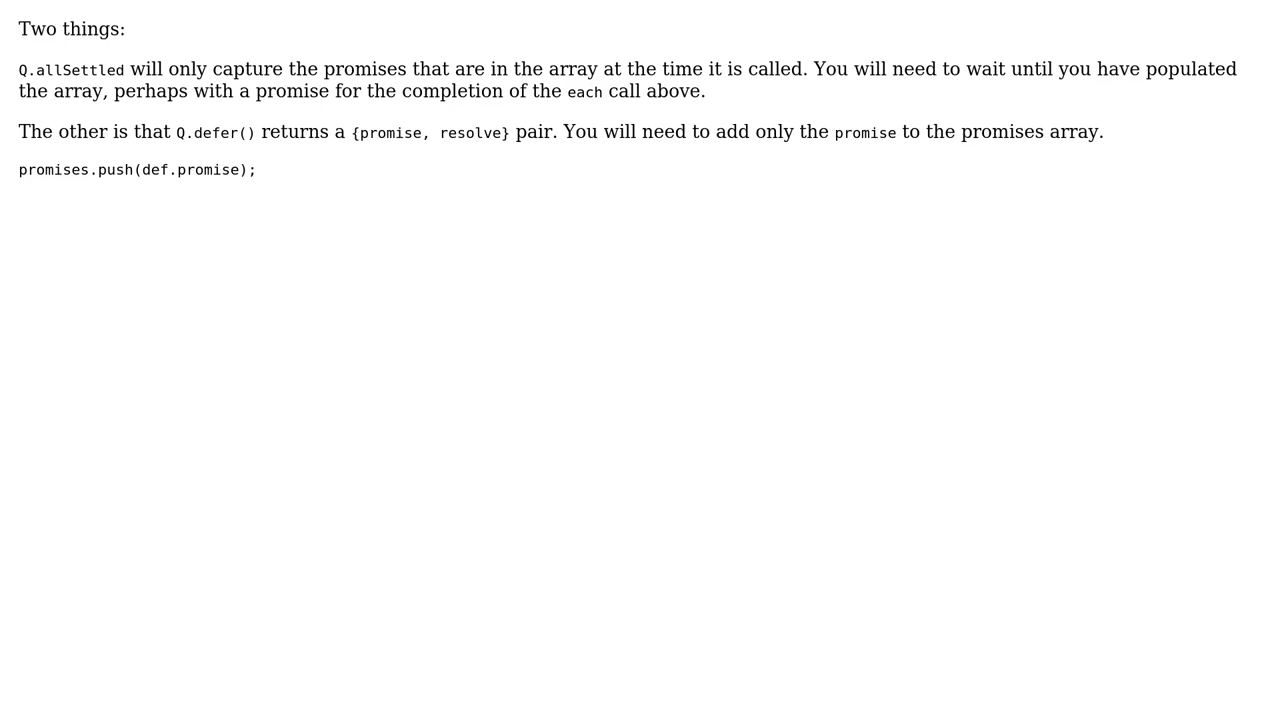 Two things:
Q.allSettled will only capture the promises that are in the array at the time it is called. You will need to wait until you have populated
the array, perhaps with a promise for the completion of the each call above.
The other is that Q.defer() returns a {promise, resolve} pair. You will need to add only the promise to the promises array.
promises.push(def.promise);